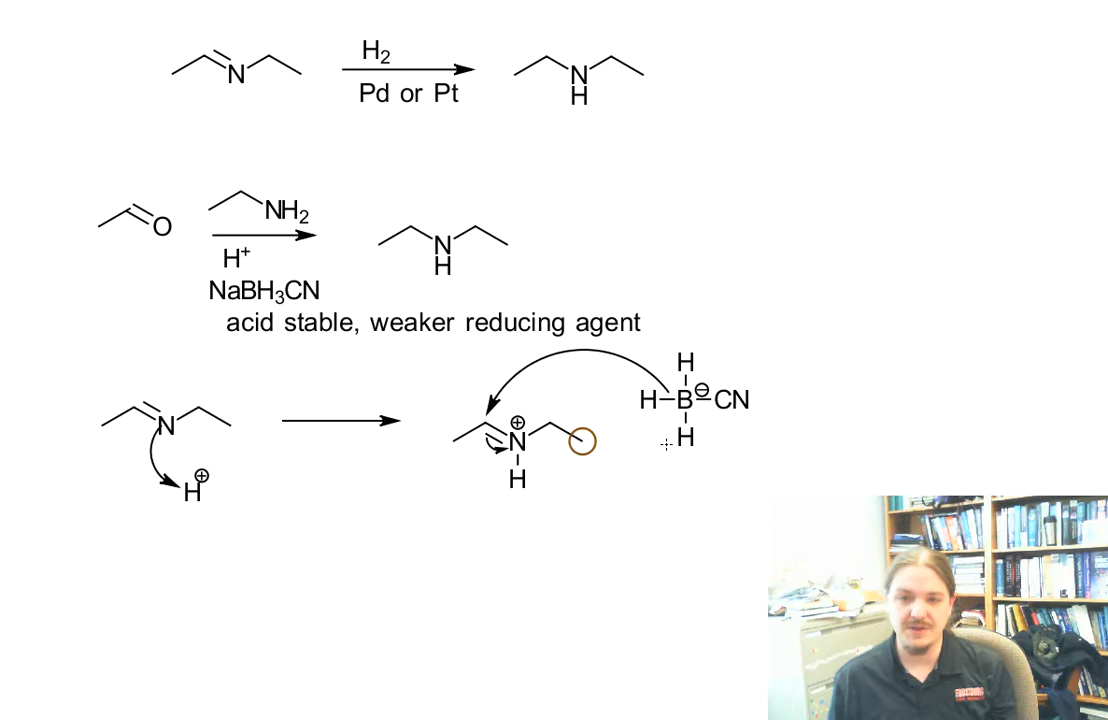 H₂
N
Pd or Pt
N
H
NH₂
O
H⁺
N
H
NaBH₃CN
acid stable, weaker reducing agent
H
H–B⊖–CN
H
N
H⊕
⊕
N
H